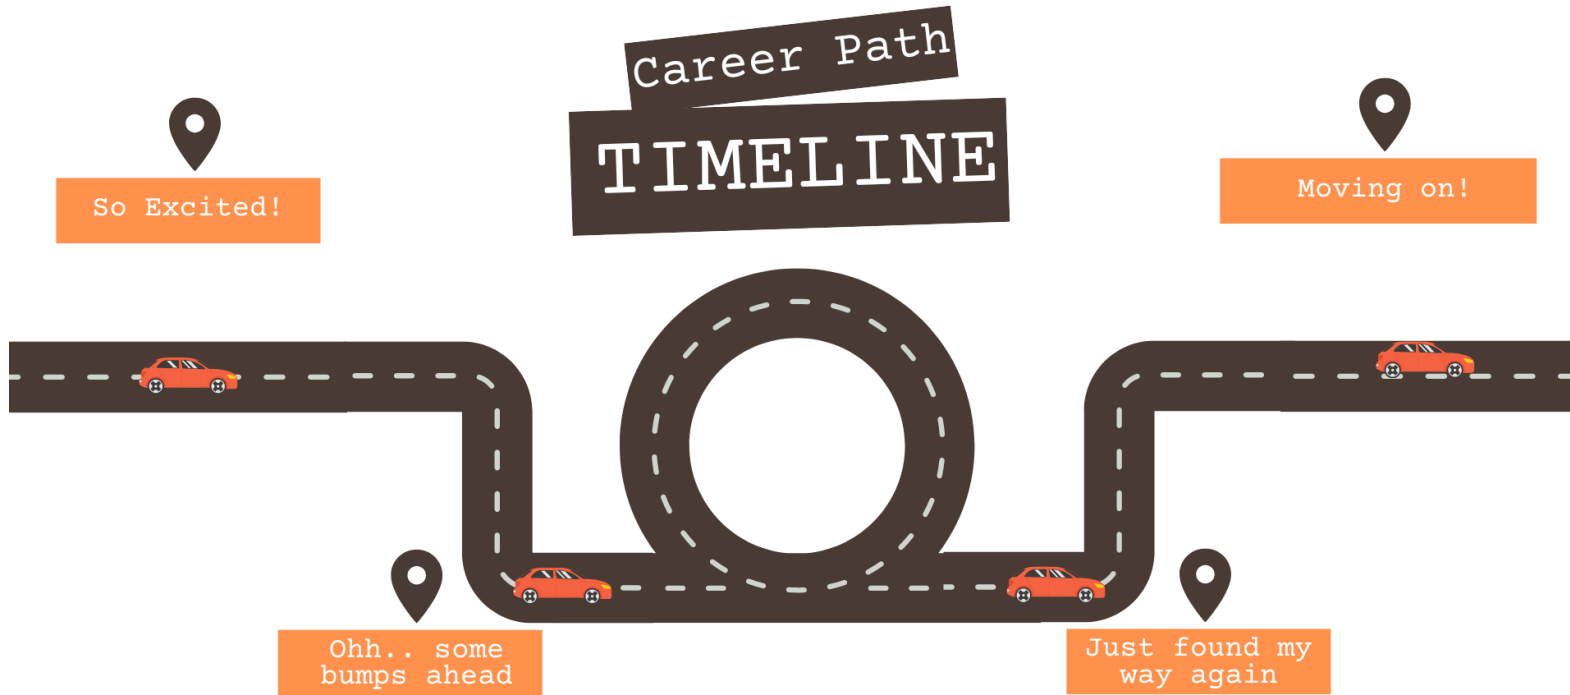 Career Path
TIMELINE
So Excited!
Moving on!
Ohh.. some
bumps ahead
Just found my
way again